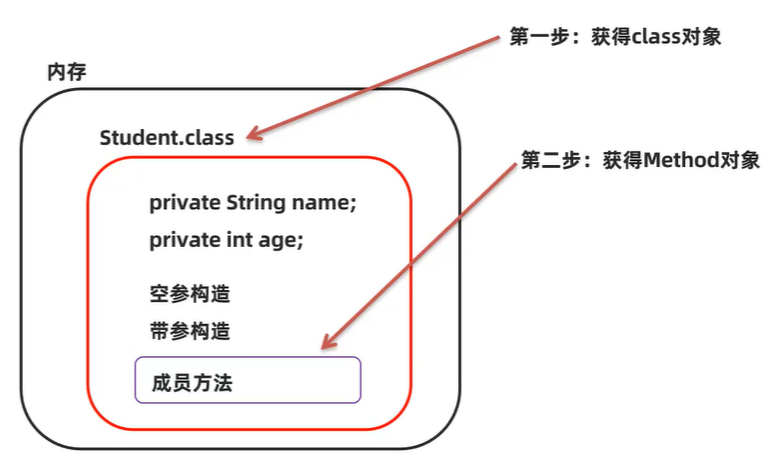 第一步：获得class对象
内存
Student.class
第二步：获得Method对象
private String name;
private int age;
空参构造
带参构造
成员方法